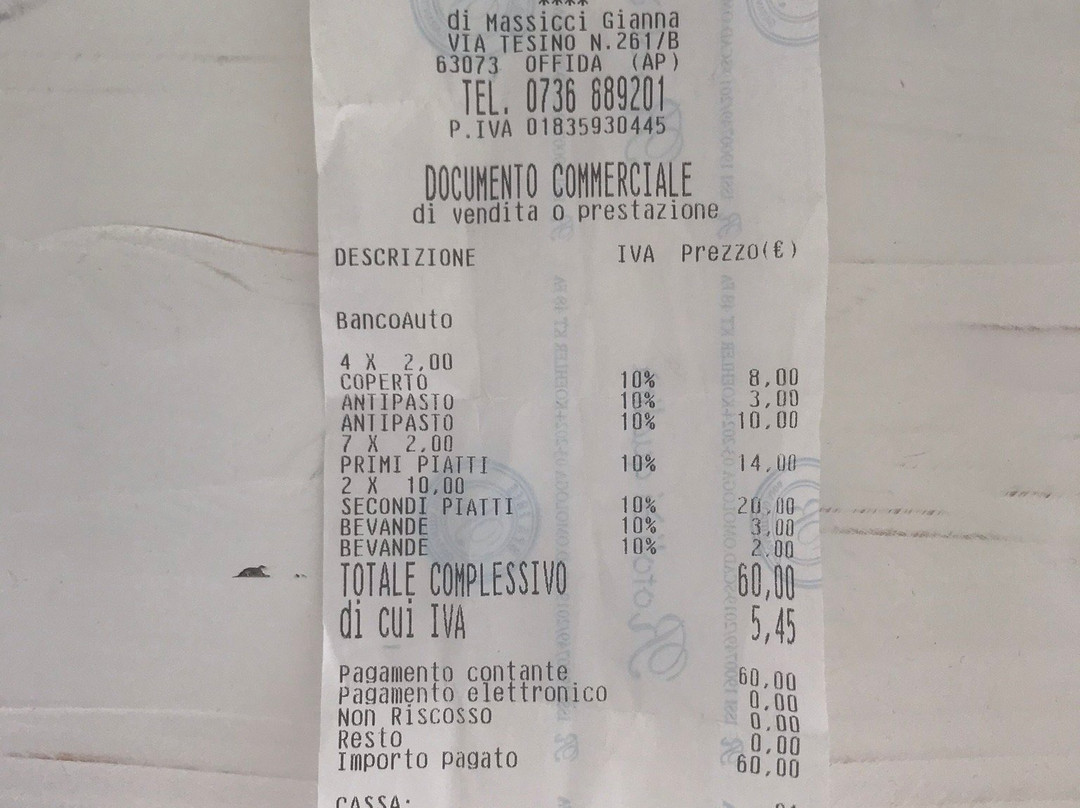 ****
di Massicci Gianna
VIA TESINO N.261/B
63073 OFFIDA (AP)
TEL. 0736 889201
P.IVA 01835930445
DOCUMENTO COMMERCIALE
di vendita o prestazione
DESCRIZIONE IVA Prezzo(€)
BancoAuto
4 X 2,00
COPERTO 10% 8,00
ANTIPASTO 10% 3,00
ANTIPASTO 10% 10,00
7 X 2,00
PRIMI PIATTI 10% 14,00
2 X 10,00
SECONDI PIATTI 10% 20,00
BEVANDE 10% 3,00
BEVANDE 10% 2,00
TOTALE COMPLESSIVO 60,00
di cui IVA 5,45
Pagamento contante 60,00
Pagamento elettronico 0,00
Non Riscosso 0,00
Resto 0,00
Importo pagato 60,00
CASSA: